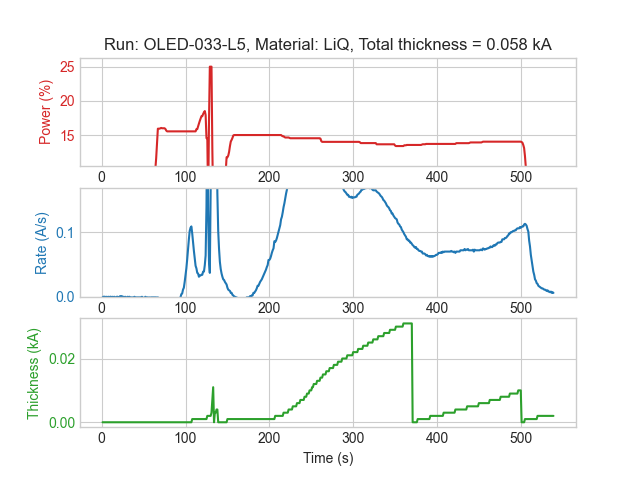 Run: OLED-033-L5, Material: LiQ, Total thickness = 0.058 kA
Power (%)
25
20
15
0 100 200 300 400 500
Rate (A/s)
0.1
0.0
0 100 200 300 400 500
Thickness (kA)
0.02
0.00
0 100 200 300 400 500
Time (s)